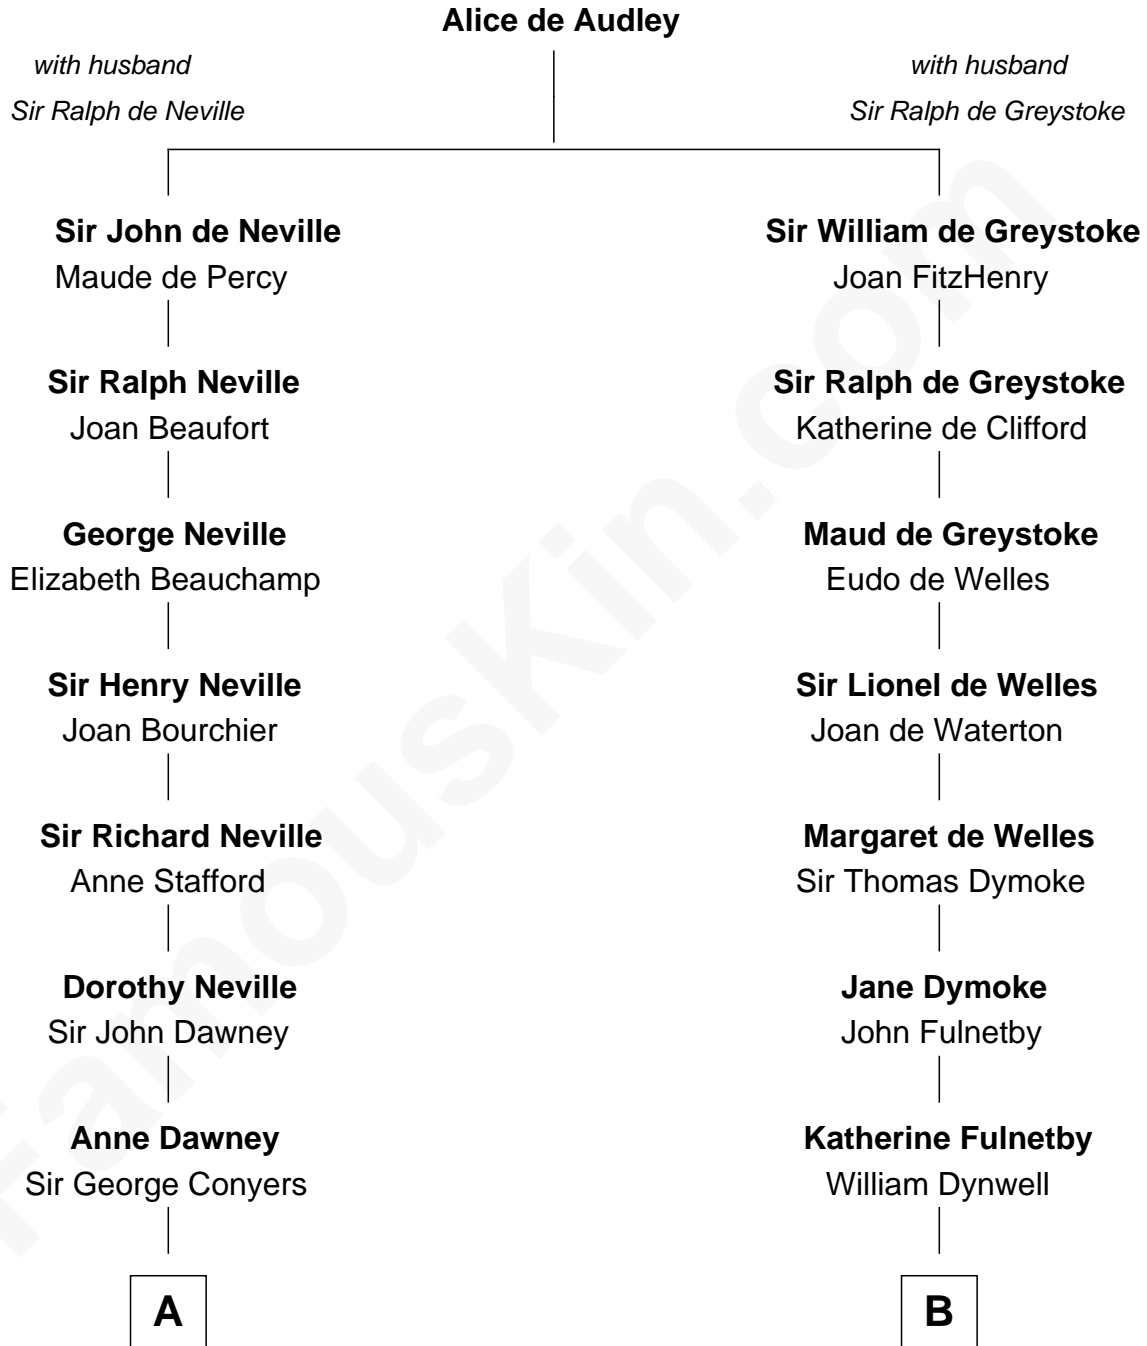 Alice de Audley
with husband
Sir Ralph de Neville
with husband
Sir Ralph de Greystoke
Sir John de Neville
Maude de Percy
Sir William de Greystoke
Joan FitzHenry
Sir Ralph Neville
Joan Beaufort
Sir Ralph de Greystoke
Katherine de Clifford
George Neville
Elizabeth Beauchamp
Maud de Greystoke
Eudo de Welles
Sir Henry Neville
Joan Bourchier
Sir Lionel de Welles
Joan de Waterton
Sir Richard Neville
Anne Stafford
Margaret de Welles
Sir Thomas Dymoke
Dorothy Neville
Sir John Dawney
Jane Dymoke
John Fulnetby
Anne Dawney
Sir George Conyers
Katherine Fulnetby
William Dynwell
A
B
FamousKin.com